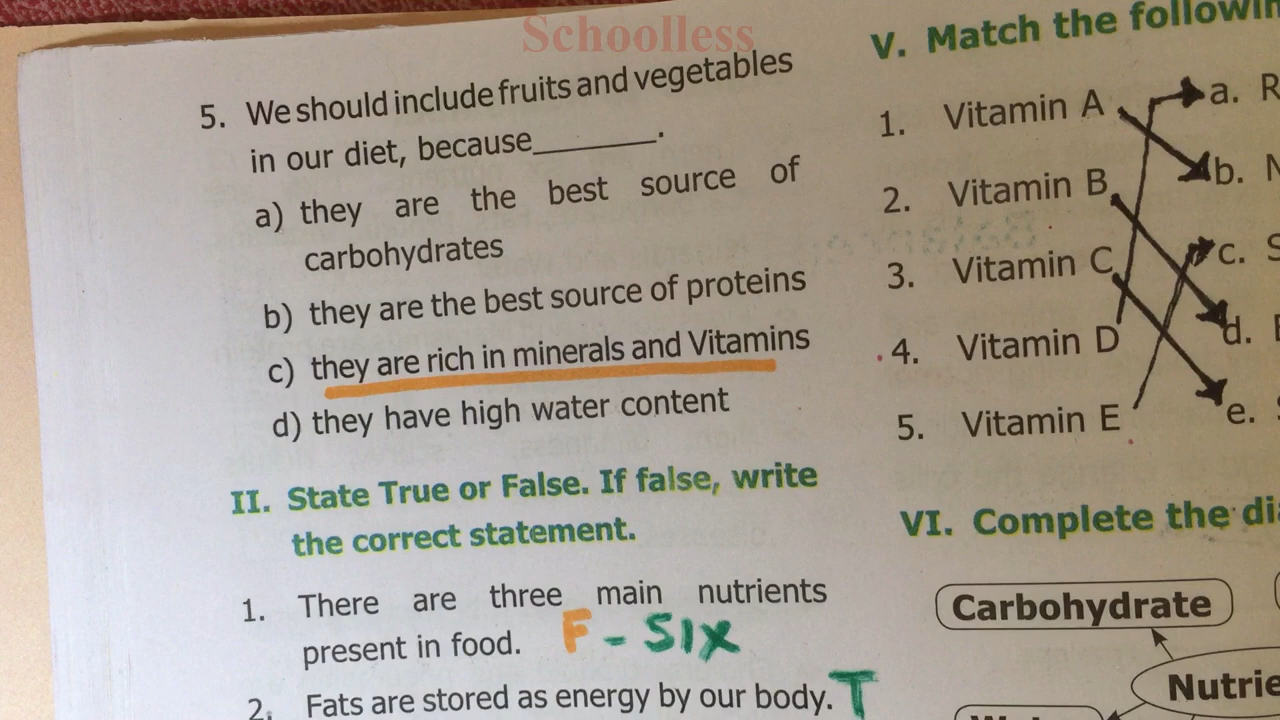 Schoolless
5. We should include fruits and vegetables
in our diet, because_______.
a) they are the best source of
carbohydrates
b) they are the best source of proteins
c) they are rich in minerals and Vitamins
d) they have high water content
II. State True or False. If false, write
the correct statement.
1. There are three main nutrients
present in food. F - SIX
2. Fats are stored as energy by our body. T
V. Match the
1. Vitamin A a. R
2. Vitamin B b.
3. Vitamin C c. S
4. Vitamin D d.
5. Vitamin E e.
VI. Complete the
Carbohydrate